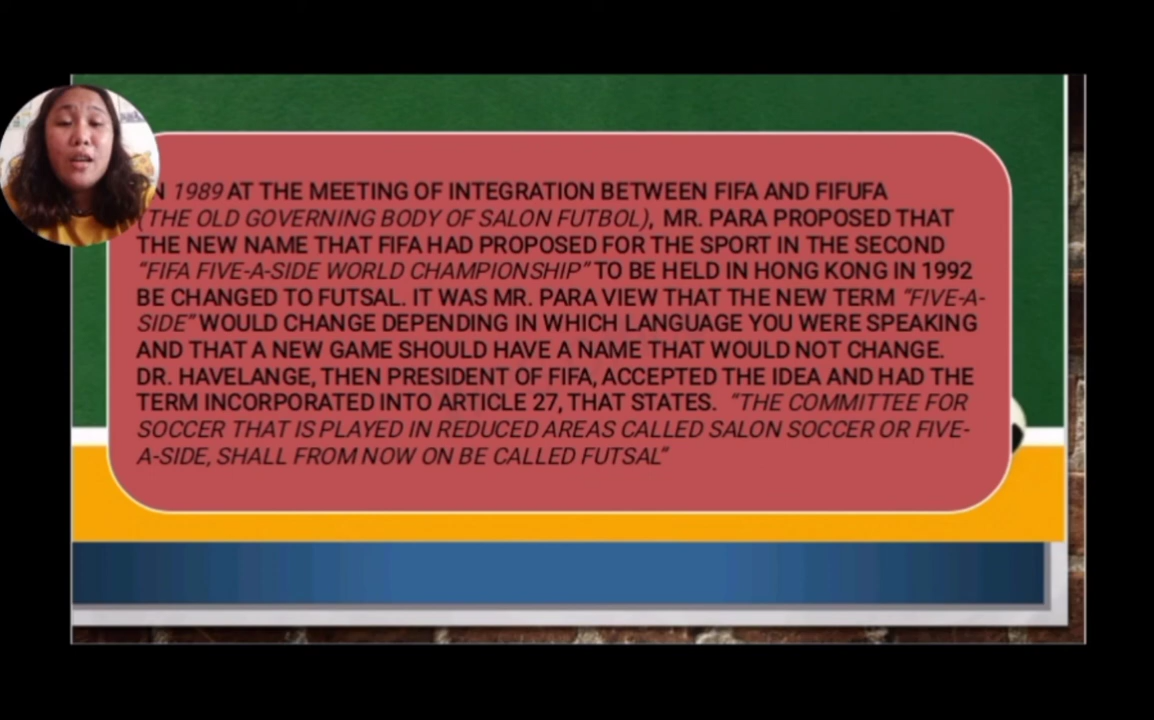 N 1989 AT THE MEETING OF INTEGRATION BETWEEN FIFA AND FIFUFA
(THE OLD GOVERNING BODY OF SALON FUTBOL), MR. PARA PROPOSED THAT
THE NEW NAME THAT FIFA HAD PROPOSED FOR THE SPORT IN THE SECOND
“FIFA FIVE-A-SIDE WORLD CHAMPIONSHIP” TO BE HELD IN HONG KONG IN 1992
BE CHANGED TO FUTSAL. IT WAS MR. PARA VIEW THAT THE NEW TERM “FIVE-A-
SIDE” WOULD CHANGE DEPENDING IN WHICH LANGUAGE YOU WERE SPEAKING
AND THAT A NEW GAME SHOULD HAVE A NAME THAT WOULD NOT CHANGE.
DR. HAVELANGE, THEN PRESIDENT OF FIFA, ACCEPTED THE IDEA AND HAD THE
TERM INCORPORATED INTO ARTICLE 27, THAT STATES. “THE COMMITTEE FOR
SOCCER THAT IS PLAYED IN REDUCED AREAS CALLED SALON SOCCER OR FIVE-
A-SIDE, SHALL FROM NOW ON BE CALLED FUTSAL”